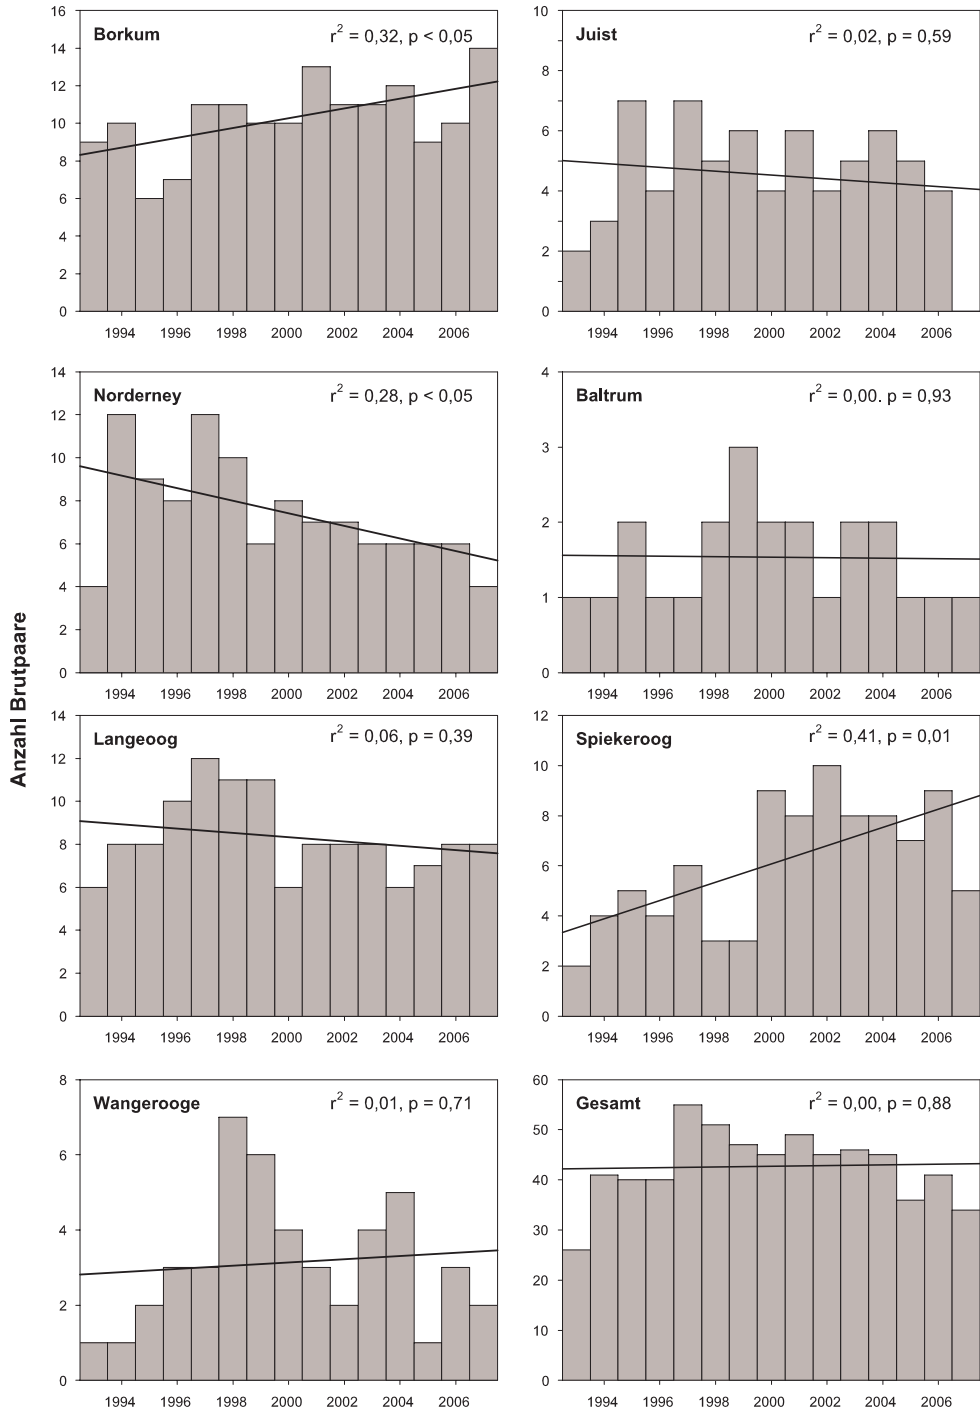 Anzahl Brutpaare
Borkum
r² = 0,32, p < 0,05
16
14
12
10
8
6
4
2
0
1994 1996 1998 2000 2002 2004 2006
Juist
r² = 0,02, p = 0,59
10
8
6
4
2
0
1994 1996 1998 2000 2002 2004 2006
Norderney
r² = 0,28, p < 0,05
14
12
10
8
6
4
2
0
1994 1996 1998 2000 2002 2004 2006
Baltrum
r² = 0,00. p = 0,93
4
3
2
1
0
1994 1996 1998 2000 2002 2004 2006
Langeoog
r² = 0,06, p = 0,39
14
12
10
8
6
4
2
0
1994 1996 1998 2000 2002 2004 2006
Spiekeroog
r² = 0,41, p = 0,01
12
10
8
6
4
2
0
1994 1996 1998 2000 2002 2004 2006
Wangerooge
r² = 0,01, p = 0,71
8
6
4
2
0
1994 1996 1998 2000 2002 2004 2006
Gesamt
r² = 0,00, p = 0,88
60
50
40
30
20
10
0
1994 1996 1998 2000 2002 2004 2006